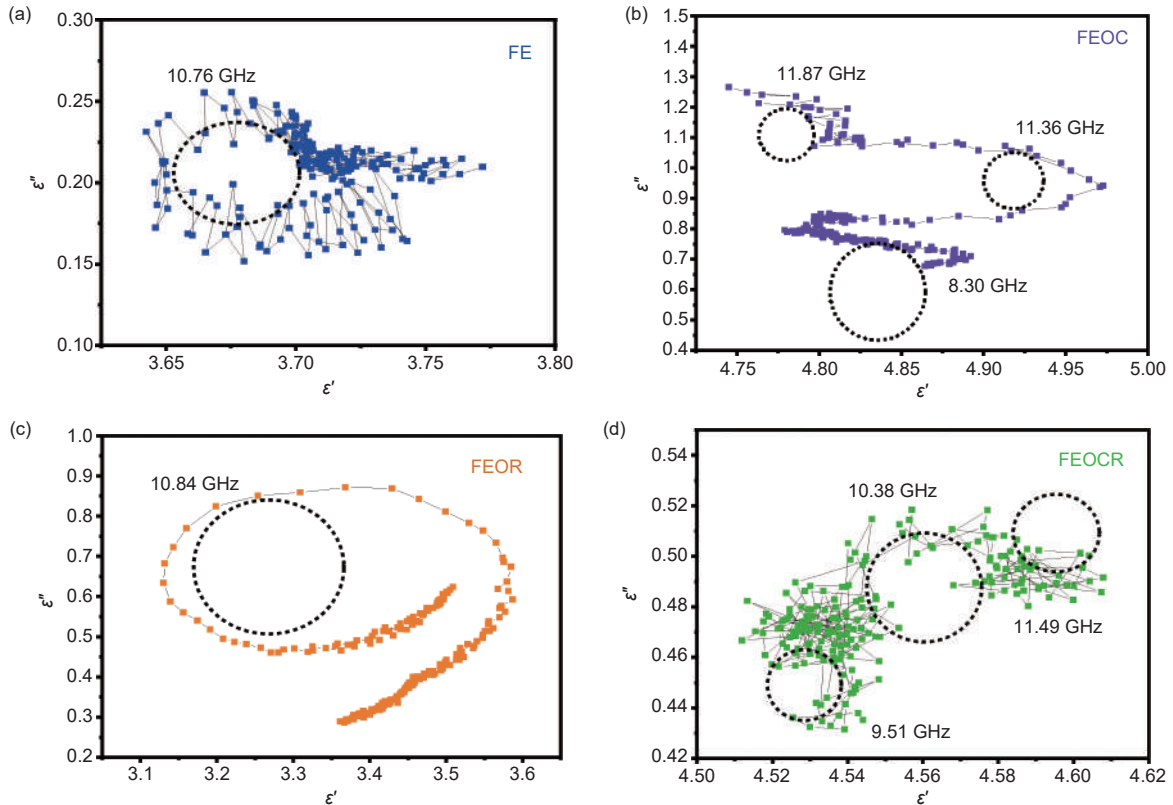 (a)
0.30
0.25
0.20
0.15
0.10
ε″
FE
10.76 GHz
3.65
3.70
3.75
3.80
ε′
(b)
1.5
1.4
1.3
1.2
1.1
1.0
0.9
0.8
0.7
0.6
0.5
0.4
ε″
FEOC
11.87 GHz
11.36 GHz
8.30 GHz
4.75
4.80
4.85
4.90
4.95
5.00
ε′
(c)
1.0
0.9
0.8
0.7
0.6
0.5
0.4
0.3
0.2
ε″
FEOR
10.84 GHz
3.1
3.2
3.3
3.4
3.5
3.6
ε′
(d)
0.54
0.52
0.50
0.48
0.46
0.44
0.42
ε″
FEOCR
10.38 GHz
11.49 GHz
9.51 GHz
4.50
4.52
4.54
4.56
4.58
4.60
4.62
ε′